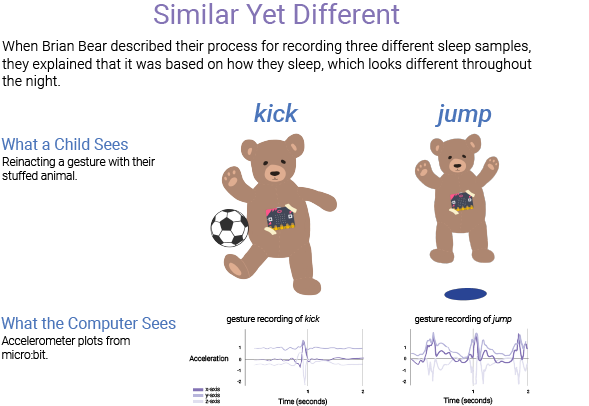 Similar Yet Different
When Brian Bear described their process for recording three different sleep samples,
they explained that it was based on how they sleep, which looks different throughout
the night.
kick
jump
What a Child Sees
Reinacting a gesture with their
stuffed animal.
What the Computer Sees
Accelerometer plots from
micro:bit.
gesture recording of kick
gesture recording of jump
Acceleration
1
0
-1
-2
1
0
-1
-2
x-axis
y-axis
z-axis
1
2
Time (seconds)
1
2
Time (seconds)